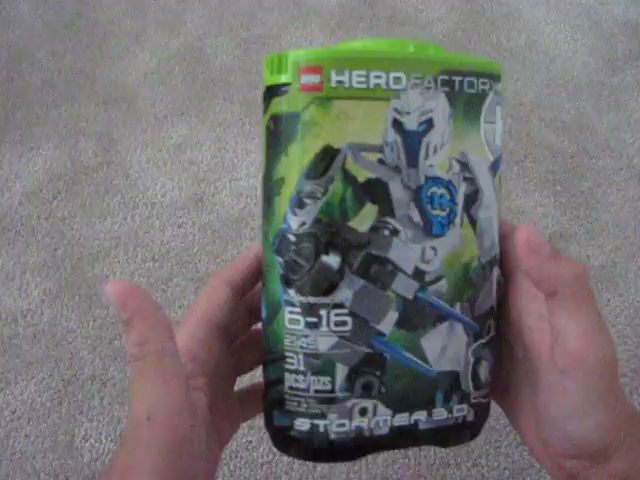 LEGO HERO FACTORY
6-16
2145
31
pcs/pzs
STORMER 3.0